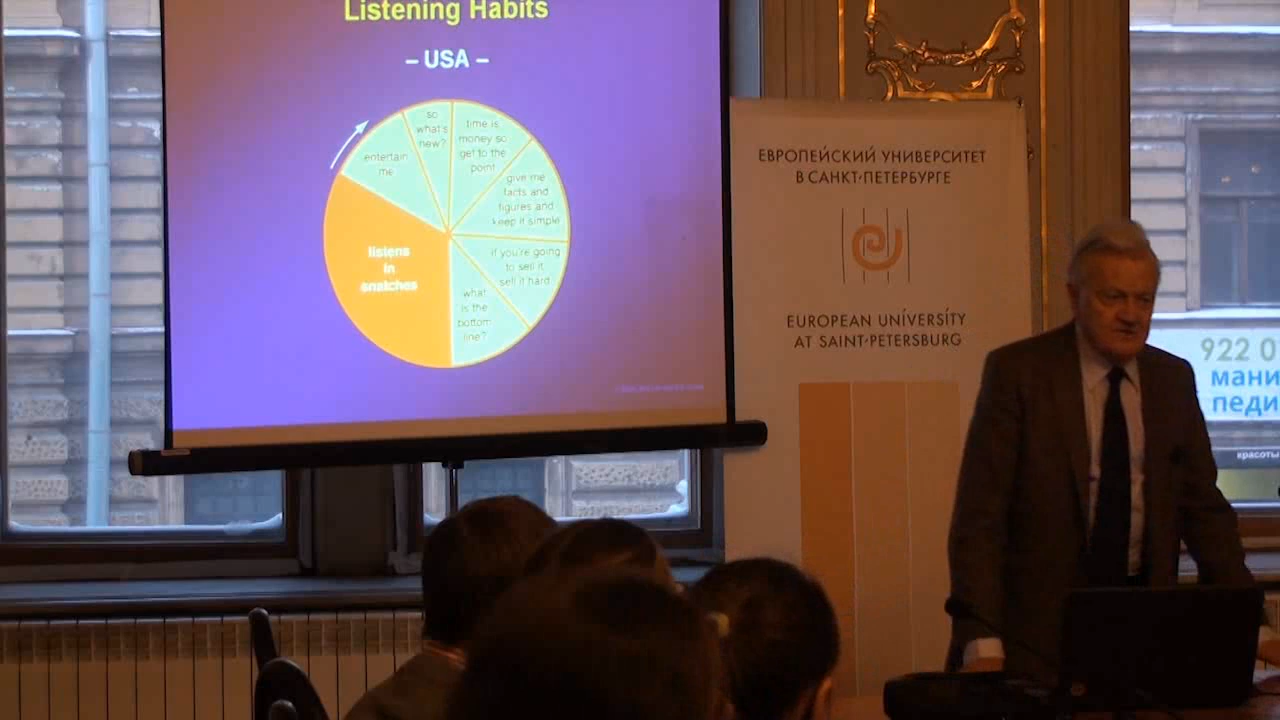 Listening Habits
– USA –
so
what's
new?
time is
money so
get to the
point
entertain
me
give me
facts and
figures and
keep it simple
listens
in
snatches
if you're going
to sell it
sell it hard
what
is the
bottom
line?
ЕВРОПЕЙСКИЙ УНИВЕРСИТЕТ
В САНКТ-ПЕТЕРБУРГЕ
EUROPEAN UNIVERSITY
AT SAINT-PETERSBURG
922 0
мани
педи
красоты